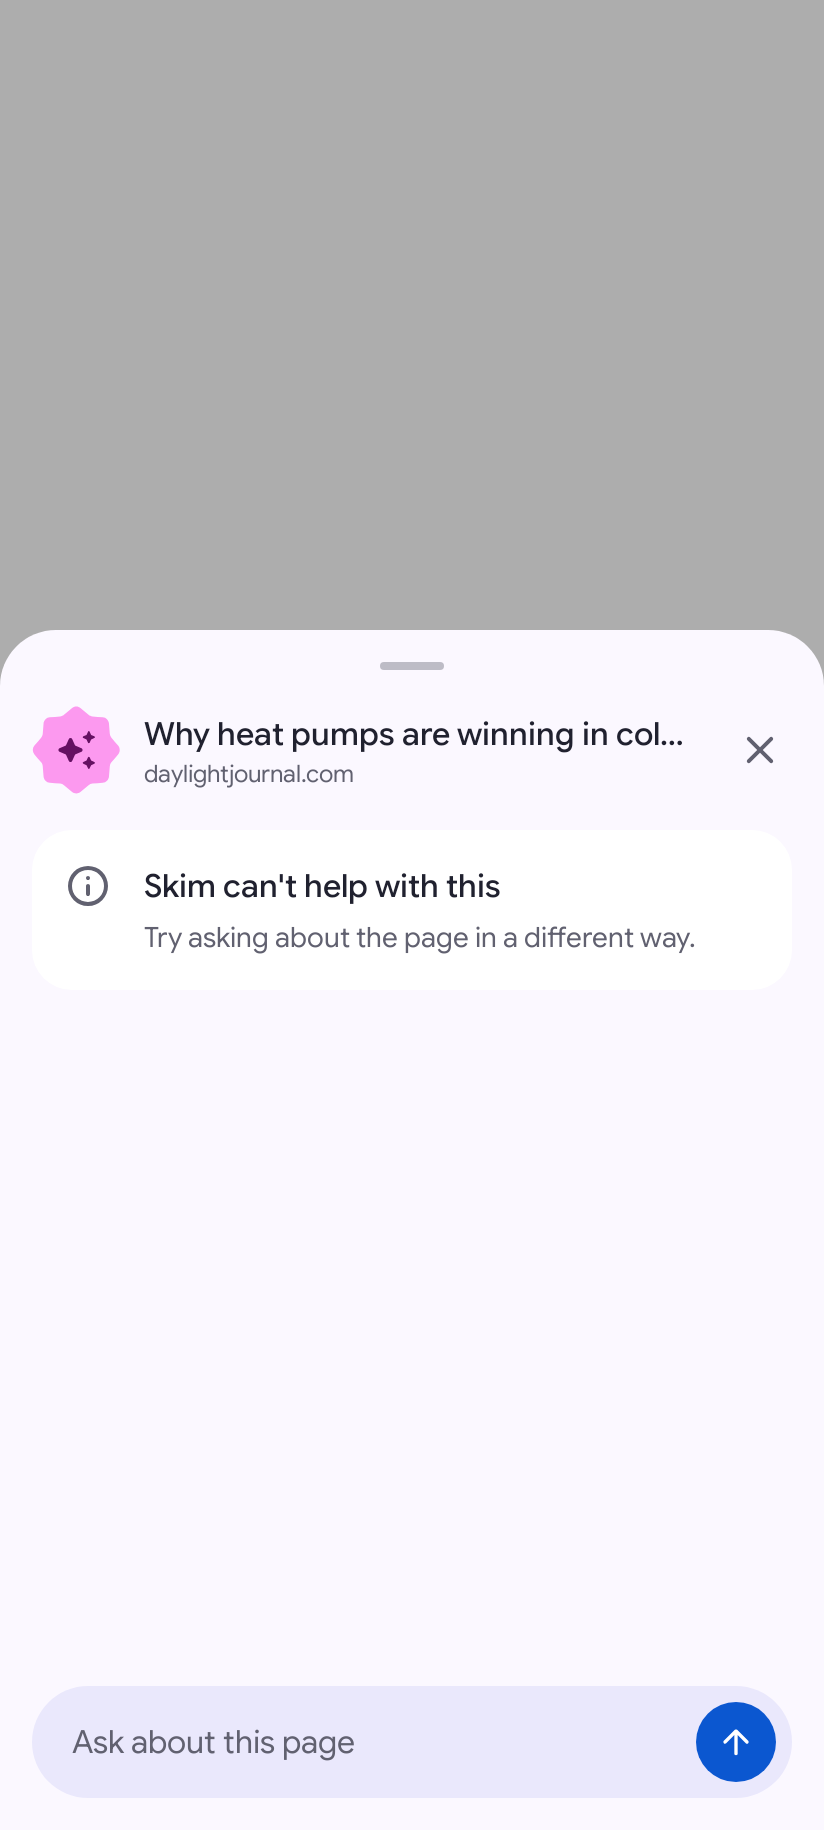 Why heat pumps are winning in col...
daylightjournal.com
Skim can't help with this
Try asking about the page in a different way.
Ask about this page